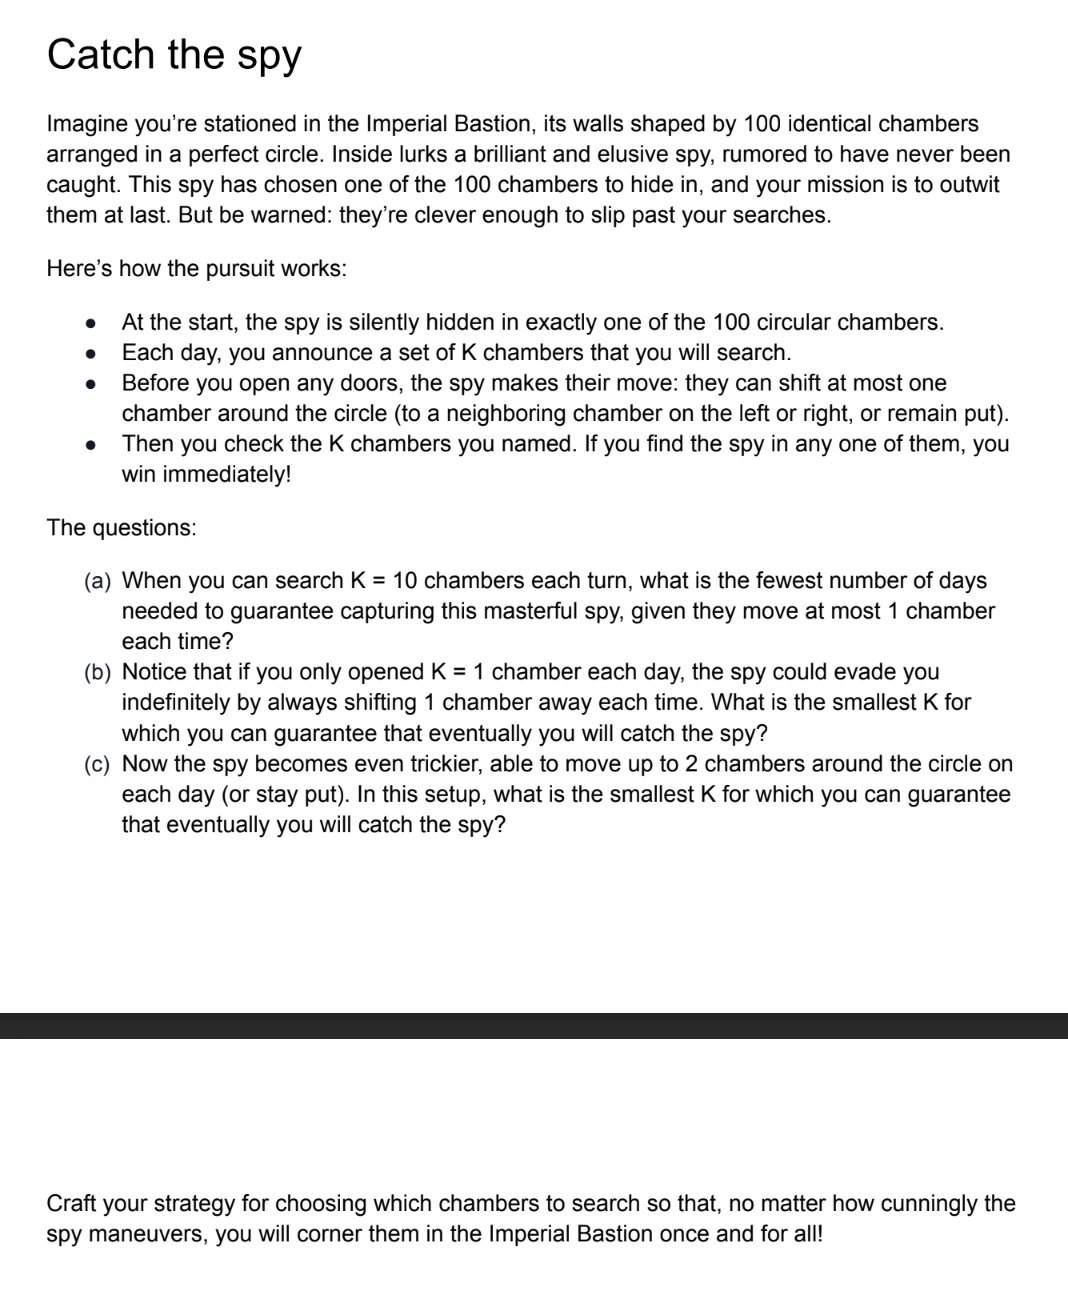 Catch the spy
Imagine you're stationed in the Imperial Bastion, its walls shaped by 100 identical chambers
arranged in a perfect circle. Inside lurks a brilliant and elusive spy, rumored to have never been
caught. This spy has chosen one of the 100 chambers to hide in, and your mission is to outwit
them at last. But be warned: they're clever enough to slip past your searches.
Here's how the pursuit works:
● At the start, the spy is silently hidden in exactly one of the 100 circular chambers.
● Each day, you announce a set of K chambers that you will search.
● Before you open any doors, the spy makes their move: they can shift at most one
chamber around the circle (to a neighboring chamber on the left or right, or remain put).
● Then you check the K chambers you named. If you find the spy in any one of them, you
win immediately!
The questions:
(a) When you can search K = 10 chambers each turn, what is the fewest number of days
needed to guarantee capturing this masterful spy, given they move at most 1 chamber
each time?
(b) Notice that if you only opened K = 1 chamber each day, the spy could evade you
indefinitely by always shifting 1 chamber away each time. What is the smallest K for
which you can guarantee that eventually you will catch the spy?
(c) Now the spy becomes even trickier, able to move up to 2 chambers around the circle on
each day (or stay put). In this setup, what is the smallest K for which you can guarantee
that eventually you will catch the spy?
Craft your strategy for choosing which chambers to search so that, no matter how cunningly the
spy maneuvers, you will corner them in the Imperial Bastion once and for all!